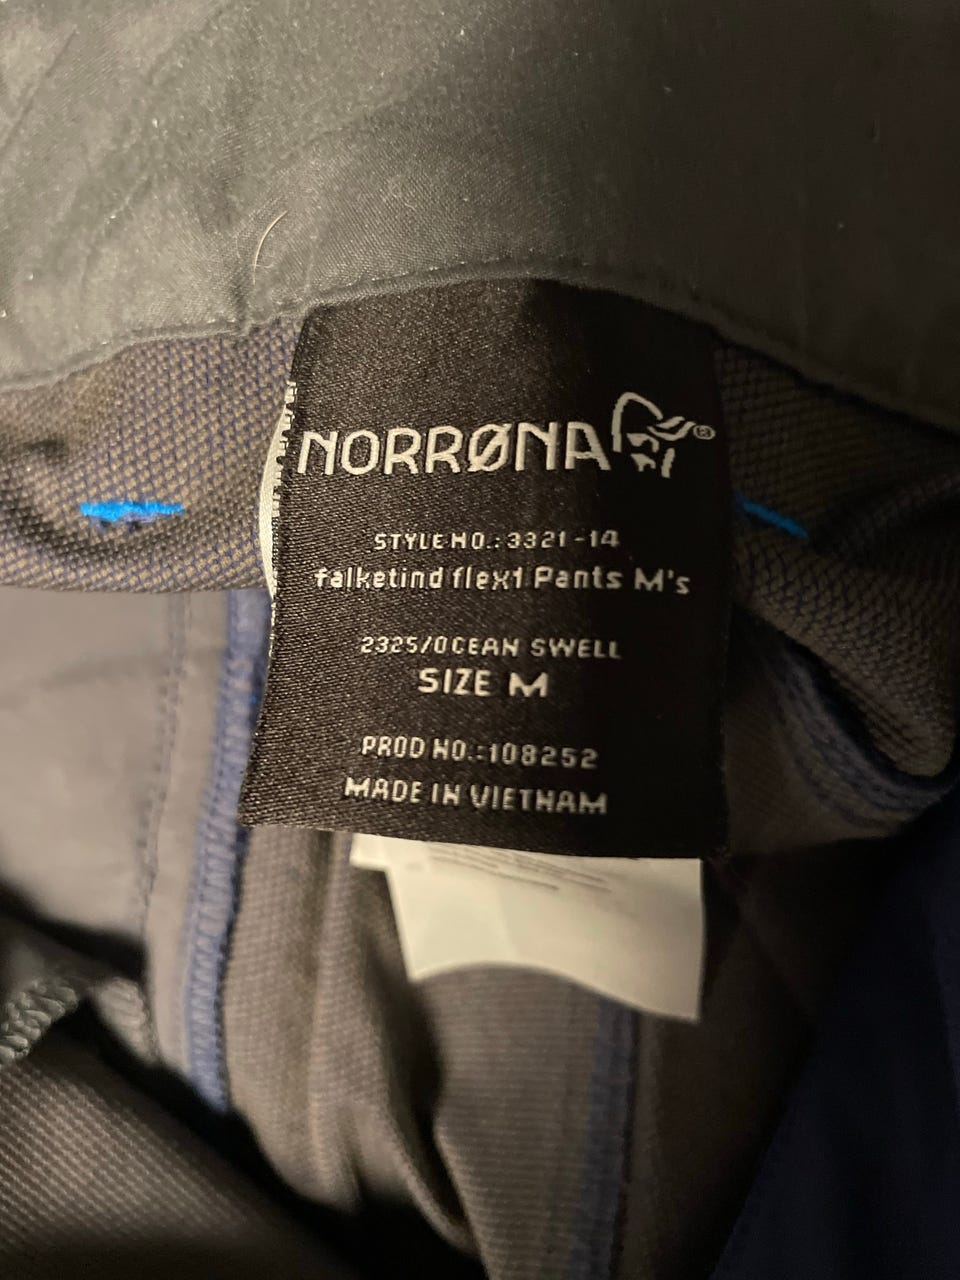 NORRØNA®
STYLE NO.: 3321-14
falketind flex1 Pants M's
2325/OCEAN SWELL
SIZE M
PROD NO.:108252
MADE IN VIETNAM